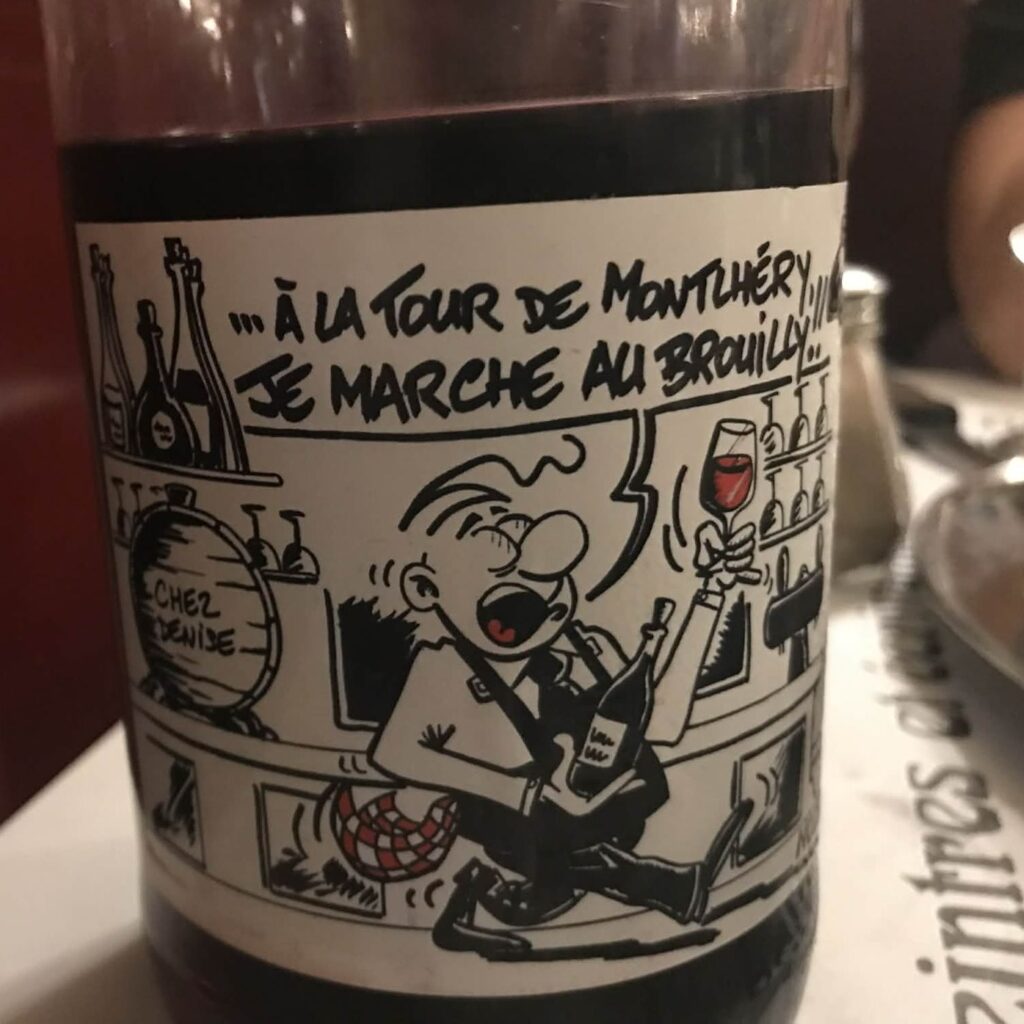 ...À LA TOUR DE MONTLHÉRY,
JE MARCHE AU BROUILLY..!!
CHEZ
DENISE